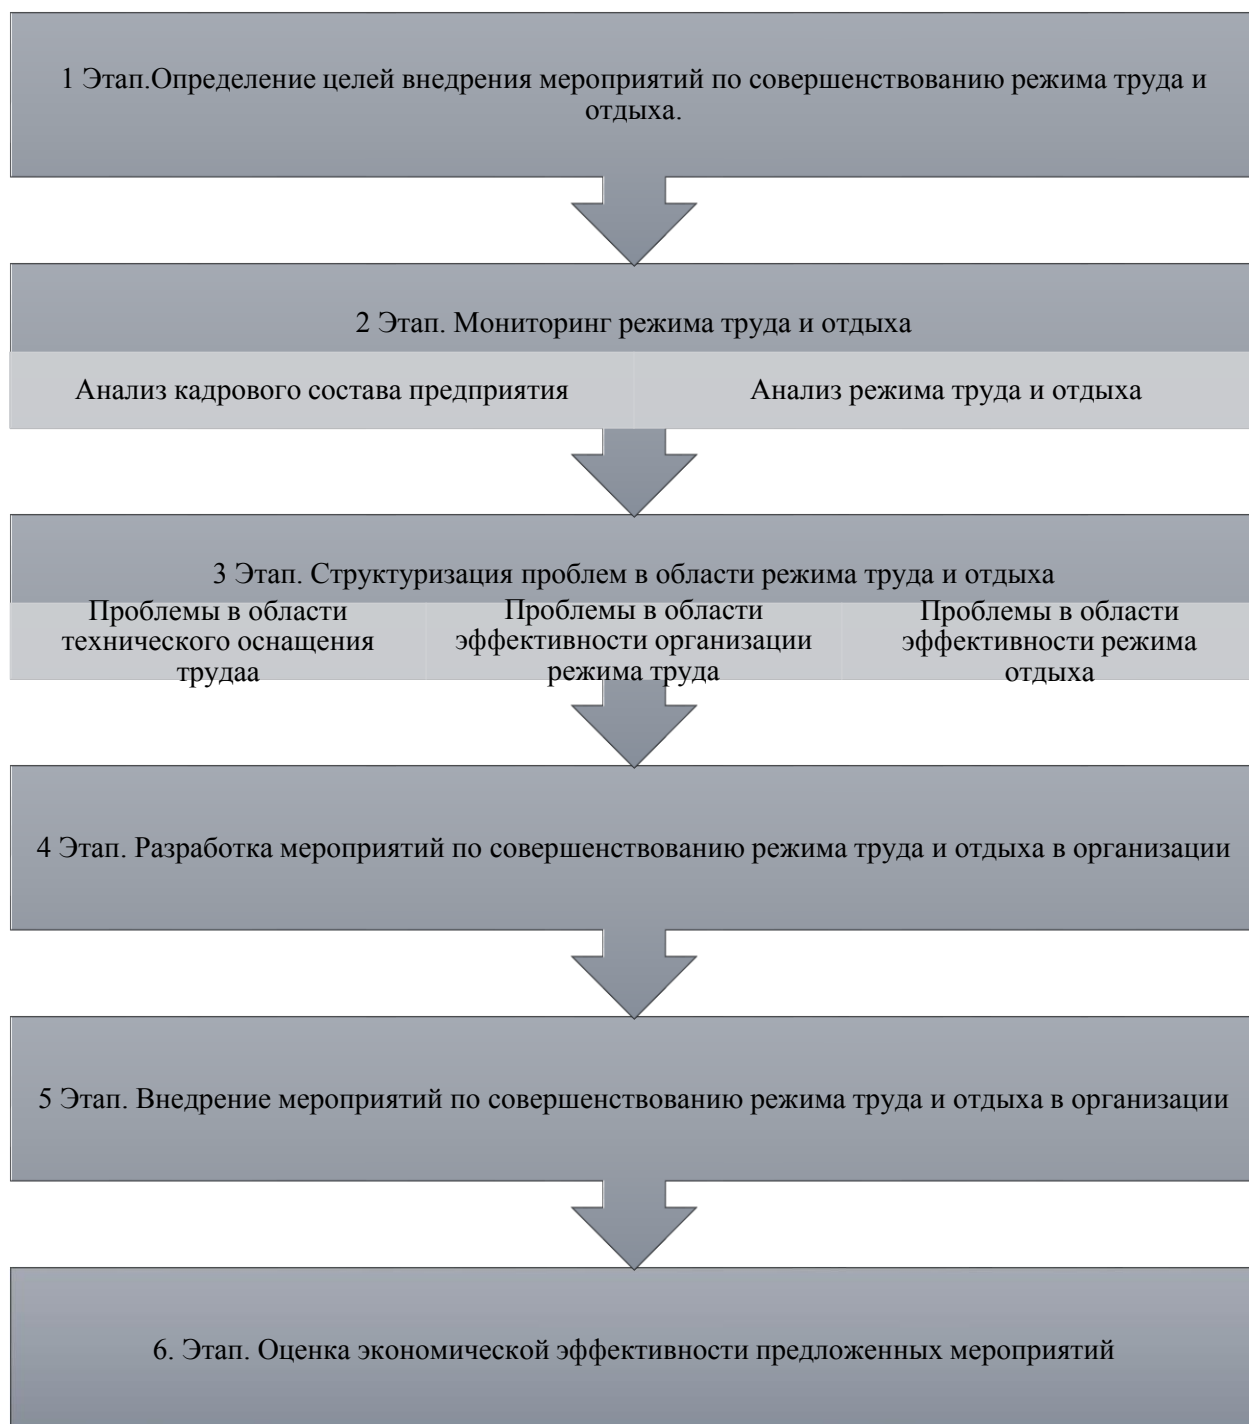 1 Этап.Определение целей внедрения мероприятий по совершенствованию режима труда и
отдыха.
2 Этап. Мониторинг режима труда и отдыха
Анализ кадрового состава предприятия
Анализ режима труда и отдыха
3 Этап. Структуризация проблем в области режима труда и отдыха
Проблемы в области
технического оснащения
трудаа
Проблемы в области
эффективности организации
режима труда
Проблемы в области
эффективности режима
отдыха
4 Этап. Разработка мероприятий по совершенствованию режима труда и отдыха в организации
5 Этап. Внедрение мероприятий по совершенствованию режима труда и отдыха в организации
6. Этап. Оценка экономической эффективности предложенных мероприятий